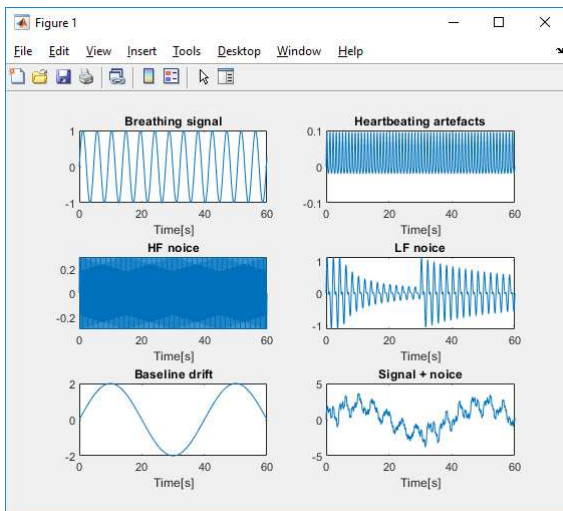 Figure 1
File Edit View Insert Tools Desktop Window Help
Breathing signal
1
0
-1
0 20 40 60
Time[s]
Heartbeating artefacts
0.1
0
-0.1
0 20 40 60
Time[s]
HF noice
0.2
0
-0.2
0 20 40 60
Time[s]
LF noice
1
0
-1
0 20 40 60
Time[s]
Baseline drift
2
0
-2
0 20 40 60
Time[s]
Signal + noice
5
0
-5
0 20 40 60
Time[s]